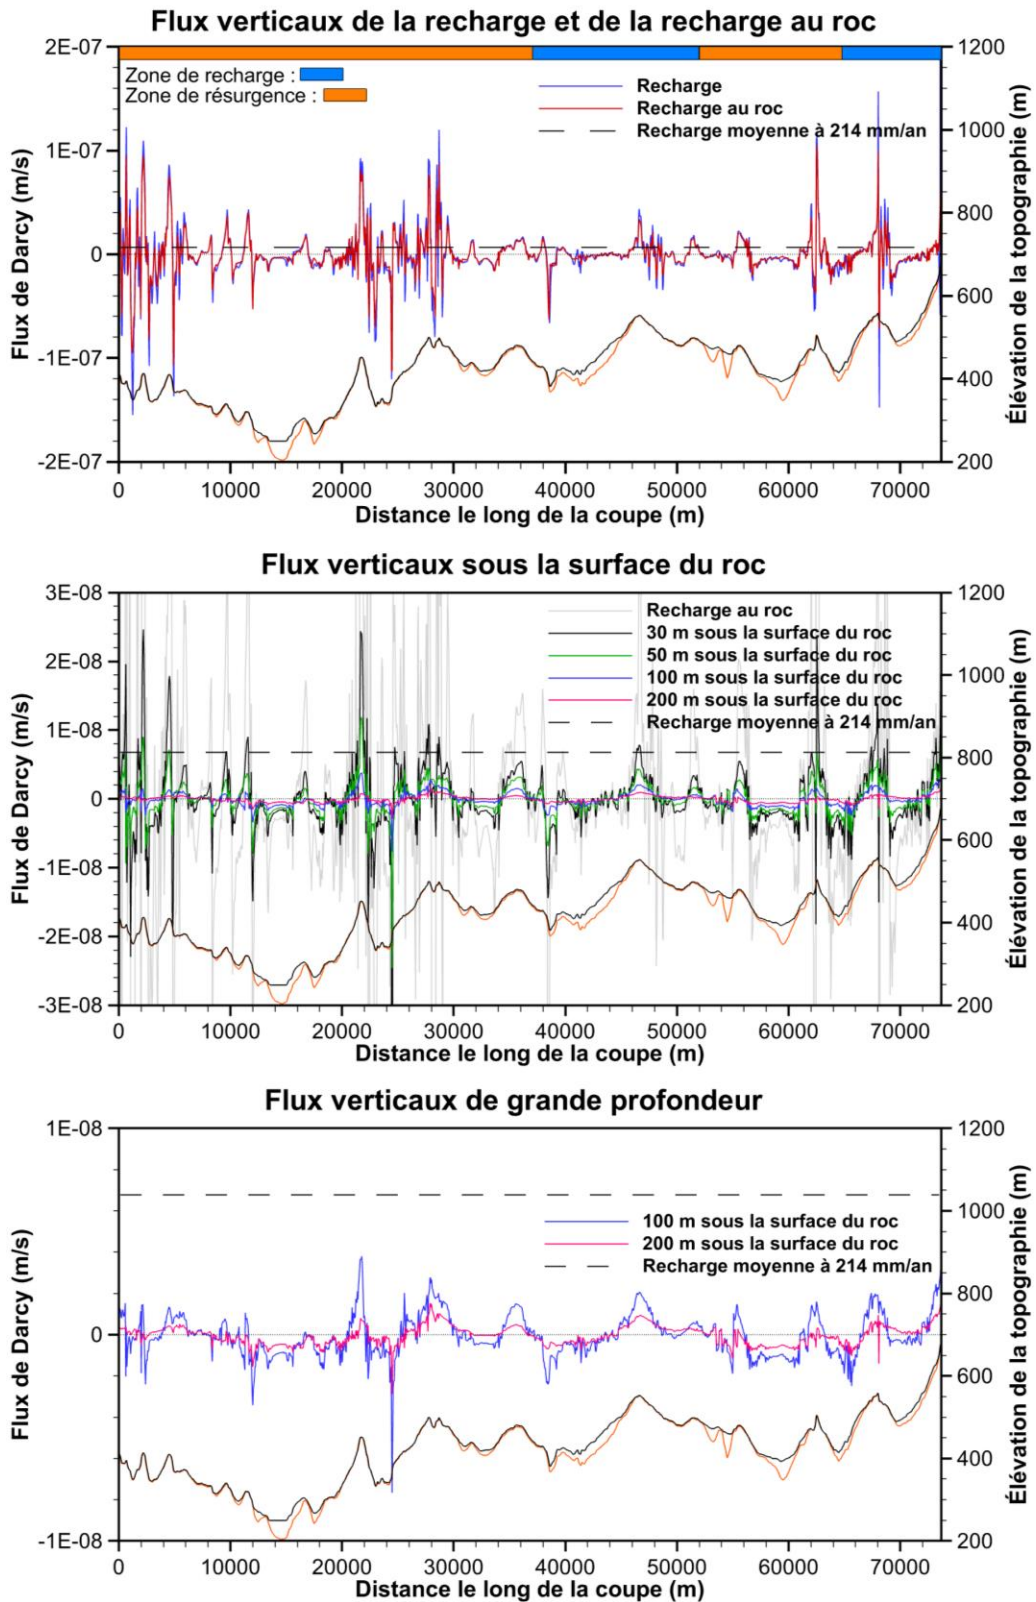 Flux verticaux de la recharge et de la recharge au roc
2E-07
1E-07
0
-1E-07
-2E-07
Flux de Darcy (m/s)
Zone de recharge :
Zone de résurgence :
Recharge
Recharge au roc
Recharge moyenne à 214 mm/an
1200
1000
800
600
400
200
Élévation de la topographie (m)
0 10000 20000 30000 40000 50000 60000 70000
Distance le long de la coupe (m)
Flux verticaux sous la surface du roc
3E-08
2E-08
1E-08
0
-1E-08
-2E-08
-3E-08
Flux de Darcy (m/s)
Recharge au roc
30 m sous la surface du roc
50 m sous la surface du roc
100 m sous la surface du roc
200 m sous la surface du roc
Recharge moyenne à 214 mm/an
1200
1000
800
600
400
200
Élévation de la topographie (m)
0 10000 20000 30000 40000 50000 60000 70000
Distance le long de la coupe (m)
Flux verticaux de grande profondeur
1E-08
0
-1E-08
Flux de Darcy (m/s)
100 m sous la surface du roc
200 m sous la surface du roc
Recharge moyenne à 214 mm/an
1200
1000
800
600
400
200
Élévation de la topographie (m)
0 10000 20000 30000 40000 50000 60000 70000
Distance le long de la coupe (m)